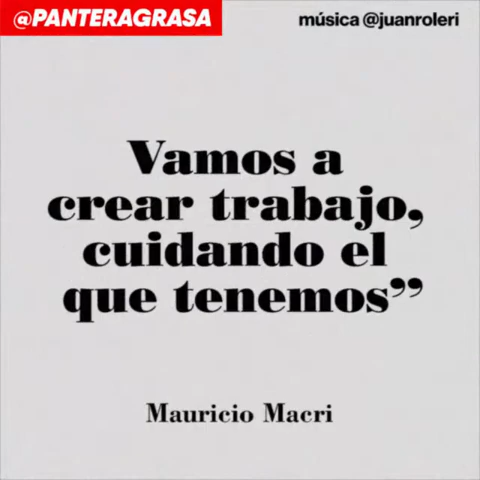 @PANTERAGRASA
música @juanroleri
Vamos a
crear trabajo,
cuidando el
que tenemos”
Mauricio Macri